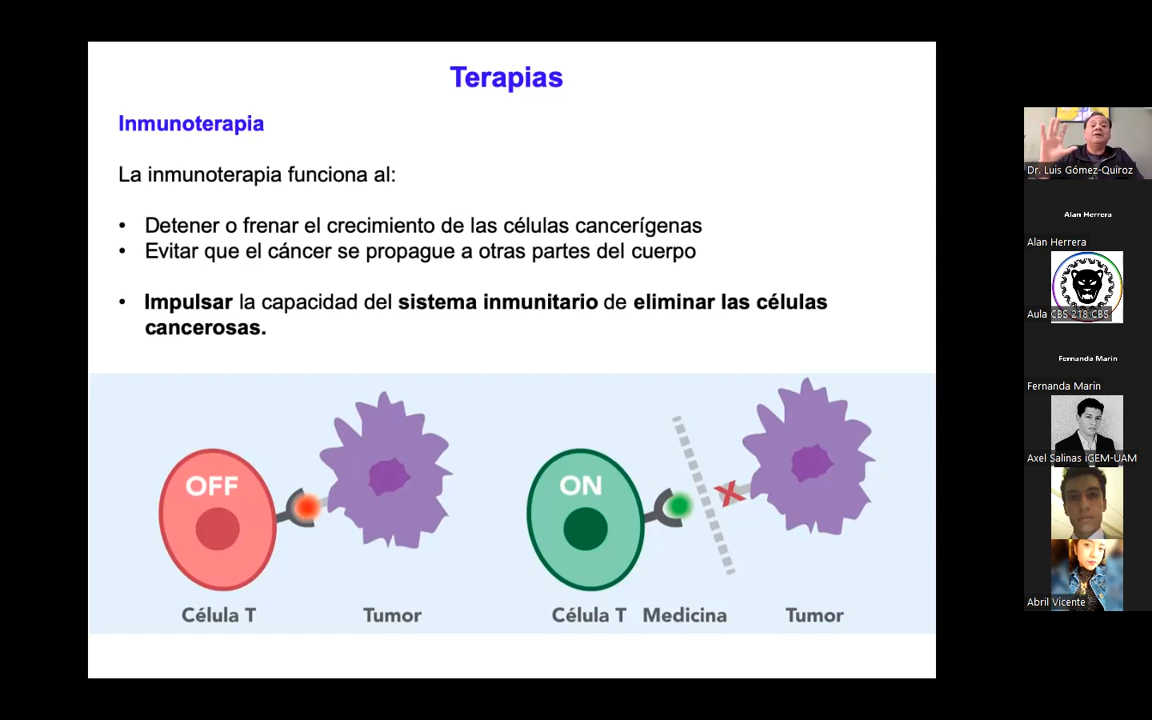 Terapias
Inmunoterapia
La inmunoterapia funciona al:
• Detener o frenar el crecimiento de las células cancerígenas
• Evitar que el cáncer se propague a otras partes del cuerpo
• Impulsar la capacidad del sistema inmunitario de eliminar las células
cancerosas.
OFF
ON
Célula T
Tumor
Célula T
Medicina
Tumor
Dr. Luis Gómez-Quiroz
Alan Herrera
Alan Herrera
Aula CBS 218 CBS
Fernanda Marin
Fernanda Marin
Axel Salinas iGEM-UAM
Abril Vicente